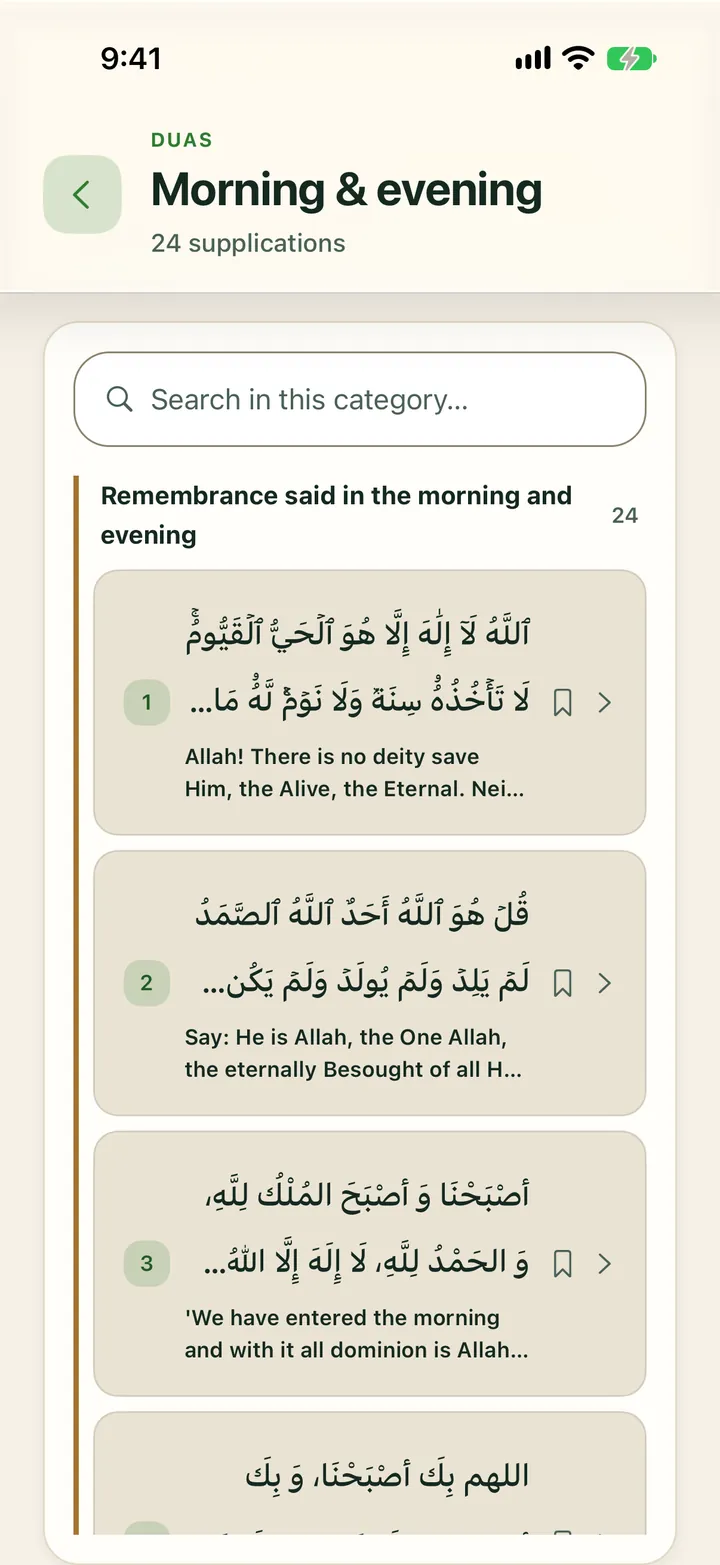 9:41
DUAS
Morning & evening
24 supplications
Search in this category...
Remembrance said in the morning and
evening
24
ٱللَّهُ لَآ إِلَٰهَ إِلَّا هُوَ ٱلۡحَيُّ ٱلۡقَيُّومُۚ
1
لَا تَأۡخُذُهُۥ سِنَةٞ وَلَا نَوۡمٞۚ لَّهُۥ مَا...
Allah! There is no deity save
Him, the Alive, the Eternal. Nei...
قُلۡ هُوَ ٱللَّهُ أَحَدٌ ٱللَّهُ ٱلصَّمَدُ
2
لَمۡ يَلِدۡ وَلَمۡ يُولَدۡ وَلَمۡ يَكُن...
Say: He is Allah, the One Allah,
the eternally Besought of all H...
أصْبَحْنَا وَ أصْبَحَ المُلْكُ لِلَّهِ،
3
وَ الحَمْدُ لِلَّهِ، لَا إِلَهَ إِلَّا اللهُ...
'We have entered the morning
and with it all dominion is Allah...
اللهم بِكَ أصْبَحْنَا، وَ بِكَ